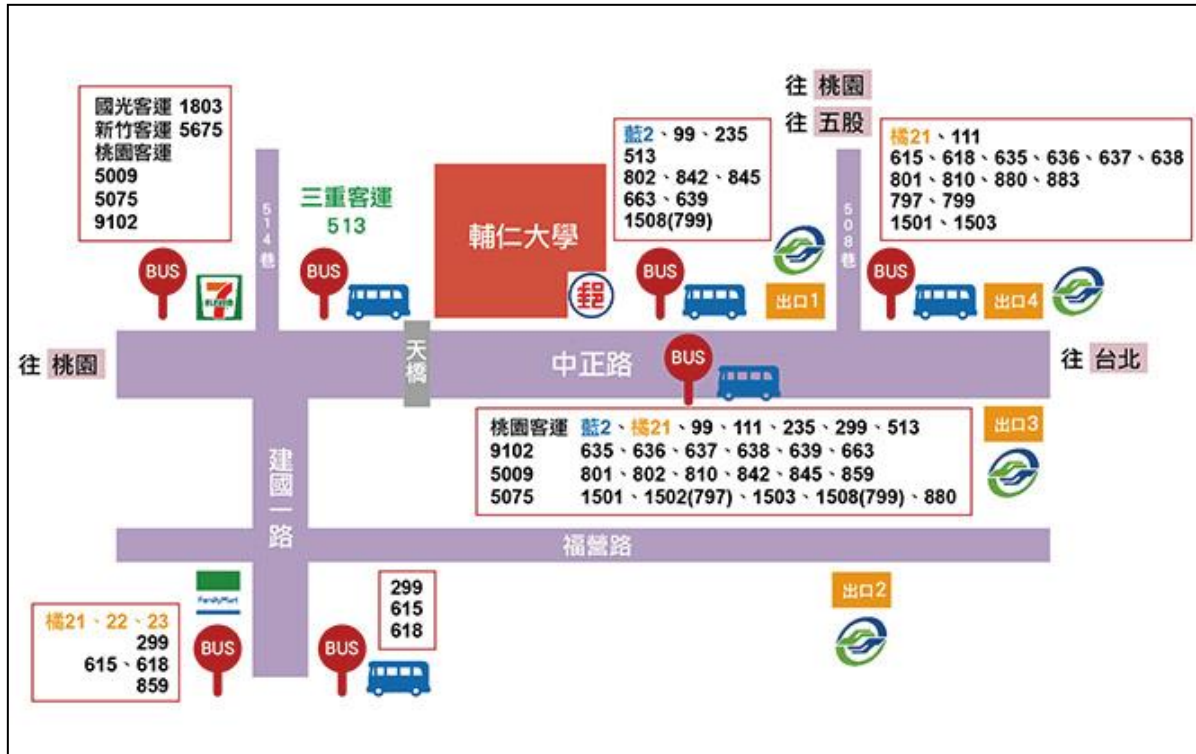 國光客運 1803
新竹客運 5675
桃園客運
5009
5075
9102
BUS
514巷
三重客運
513
BUS
輔仁大學
郵
藍2、99、235
513
802、842、845
663、639
1508(799)
BUS
出口1
往 桃園
往 五股
508巷
橘21、111
615、618、635、636、637、638
801、810、880、883
797、799
1501、1503
BUS
出口4
往 桃園
天橋
中正路
BUS
往 台北
桃園客運 藍2、橘21、99、111、235、299、513
9102 635、636、637、638、639、663
5009 801、802、810、842、845、859
5075 1501、1502(797)、1503、1508(799)、880
出口3
建國一路
福營路
FamilyMart
橘21、22、23
299
615、618
859
BUS
299
615
618
BUS
出口2